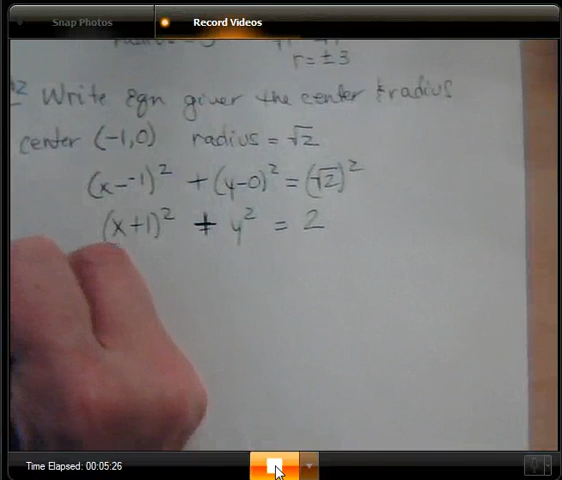 Snap Photos Record Videos
r = ± 3
2 Write Eqn given the center & radius
center (-1,0) radius = √2
(x--1)² + (y-0)² = (√2)²
(x+1)² + y² = 2
Time Elapsed: 00:05:26